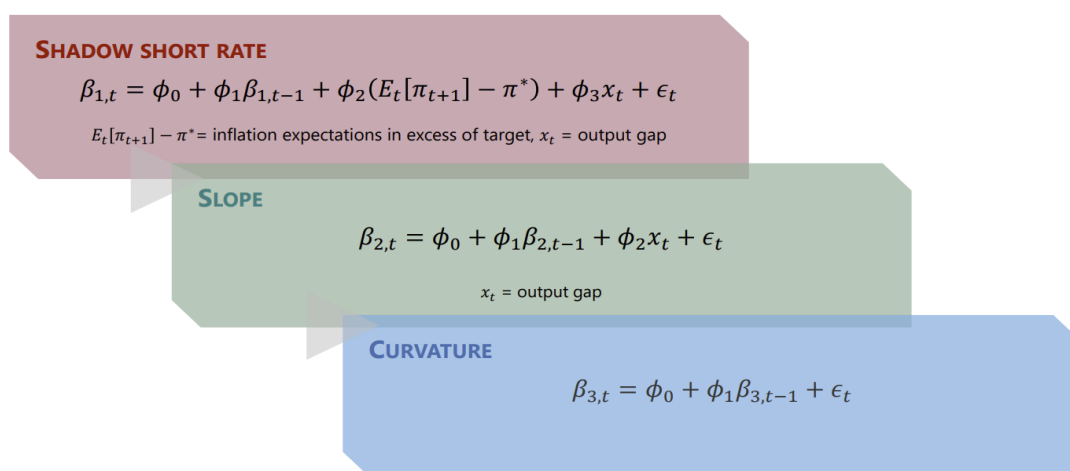 SHADOW SHORT RATE
β₁,ₜ = ϕ₀ + ϕ₁β₁,ₜ₋₁ + ϕ₂(Eₜ[πₜ₊₁] − π*) + ϕ₃xₜ + ϵₜ
Eₜ[πₜ₊₁] − π*= inflation expectations in excess of target, xₜ = output gap
SLOPE
β₂,ₜ = ϕ₀ + ϕ₁β₂,ₜ₋₁ + ϕ₂xₜ + ϵₜ
xₜ = output gap
CURVATURE
β₃,ₜ = ϕ₀ + ϕ₁β₃,ₜ₋₁ + ϵₜ